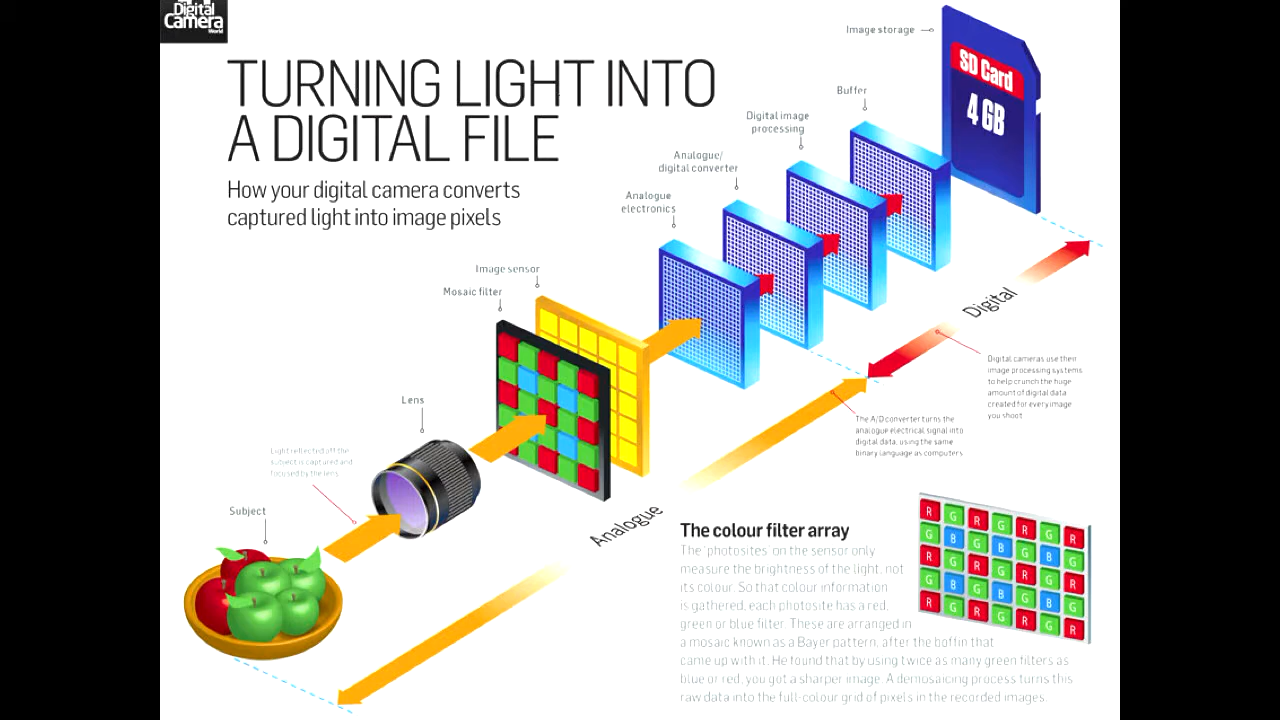 Digital
Camera
World
TURNING LIGHT INTO
A DIGITAL FILE
How your digital camera converts
captured light into image pixels
Image storage
SD Card
4 GB
Buffer
Digital image
processing
Analogue/
digital converter
Analogue
electronics
Image sensor
Mosaic filter
Lens
Light reflected off the
subject is captured and
focused by the lens
Subject
Digital
Digital cameras use their
image processing systems
to help crunch the huge
amount of digital data
created for every image
you shoot
The A/D converter turns the
analogue electrical signal into
digital data, using the same
binary language as computers
Analogue
The colour filter array
The 'photosites' on the sensor only
measure the brightness of the light, not
its colour. So that colour information
is gathered, each photosite has a red,
green or blue filter. These are arranged in
a mosaic known as a Bayer pattern, after the boffin that
came up with it. He found that by using twice as many green filters as
blue or red, you got a sharper image. A demosaicing process turns this
raw data into the full-colour grid of pixels in the recorded images.
R G R G R G R
G B G B G B G
R G R G R G R
G B G B G B G
R G R G R G R